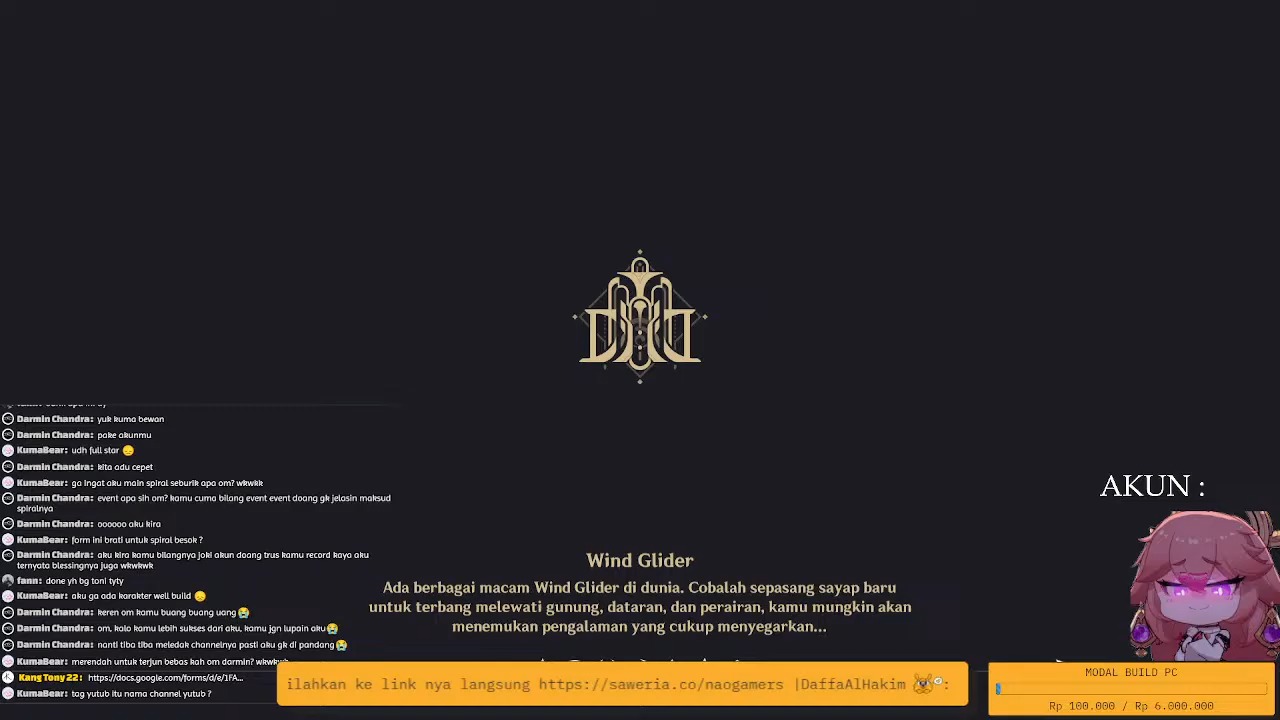 Darmin Chandra: yuk kuma bewan
Darmin Chandra: pake akunmu
KumaBear: udh full star 😞
Darmin Chandra: kita adu cepet
KumaBear: ga ingat aku main spiral seburik apa om? wkwkk
Darmin Chandra: event apa sih om? kamu cuma bilang event event doang gk jelasin maksud
spiralnya
Darmin Chandra: oooooo aku kira
KumaBear: form ini brati untuk spiral besok ?
Darmin Chandra: aku kira kamu bilangnya joki akun doang trus kamu record kaya aku
ternyata blessingnya juga wkwkwk
fann: done yh bg toni tyty
KumaBear: aku ga ada karakter well build 😞
Darmin Chandra: keren om kamu buang buang uang😭
Darmin Chandra: om, kalo kamu lebih sukses dari aku, kamu jgn lupain aku😭
Darmin Chandra: nanti tiba tiba meledak channelnya pasti aku gk di pandang😭
KumaBear: merendah untuk terjun bebas kah om darmin? wkwkwk
Kang Tony 22: https://docs.google.com/forms/d/e/1FA...
KumaBear: tag yutub itu nama channel yutub ?
Wind Glider
Ada berbagai macam Wind Glider di dunia. Cobalah sepasang sayap baru
untuk terbang melewati gunung, dataran, dan perairan, kamu mungkin akan
menemukan pengalaman yang cukup menyegarkan...
ilahkan ke link nya langsung https://saweria.co/naogamers |DaffaAlHakim :
AKUN :
MODAL BUILD PC
Rp 100.000 / Rp 6.000.000